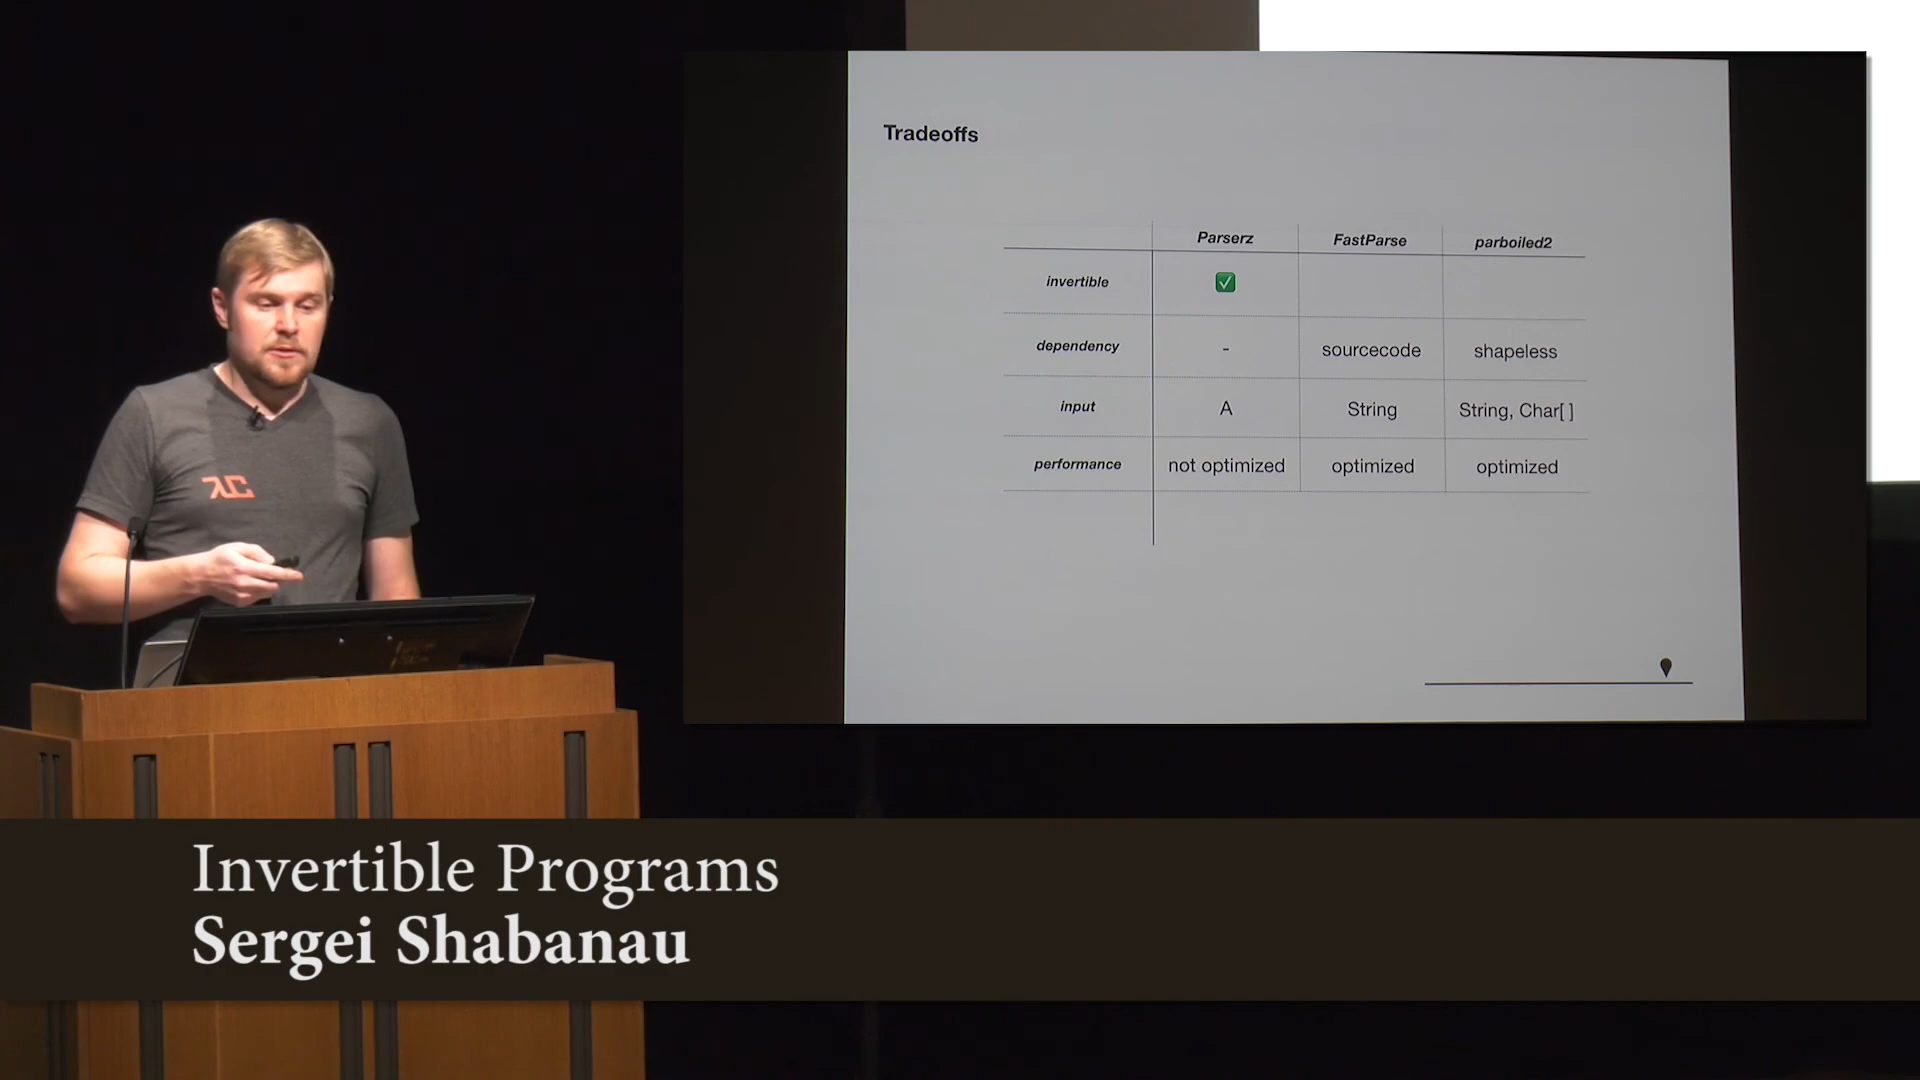 Tradeoffs
Parserz FastParse parboiled2
invertible ✅
dependency - sourcecode shapeless
input A String String, Char[ ]
performance not optimized optimized optimized
λC
Invertible Programs
Sergei Shabanau